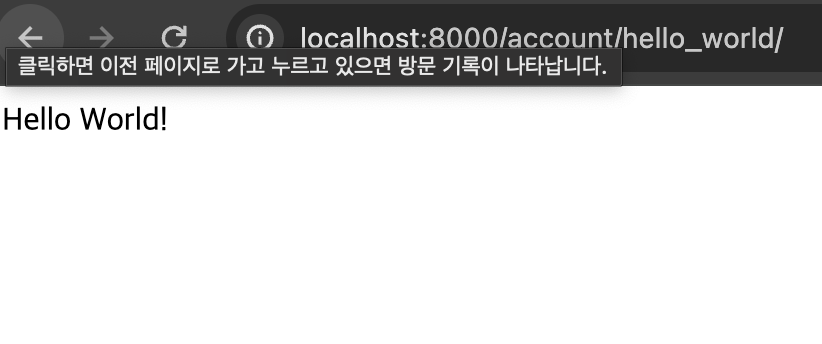 localhost:8000/account/hello_world/
클릭하면 이전 페이지로 가고 누르고 있으면 방문 기록이 나타납니다.
Hello World!